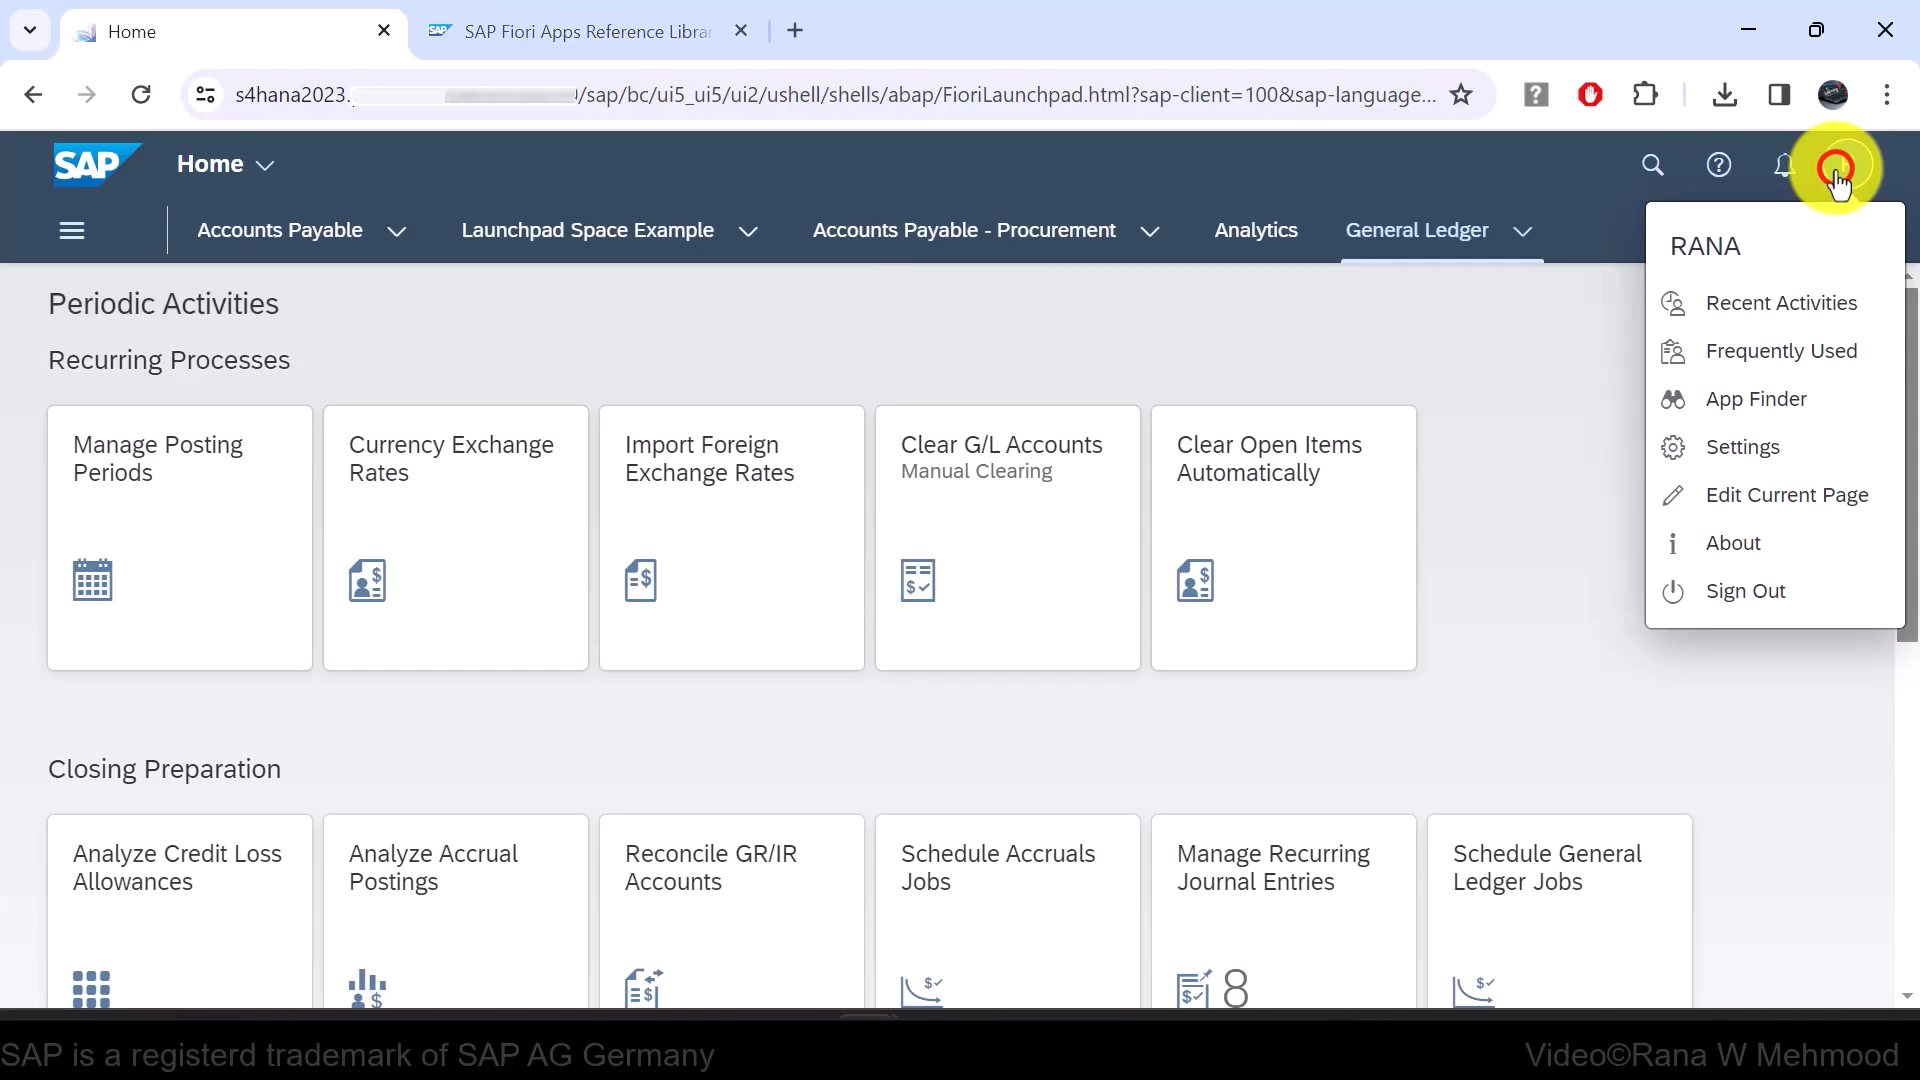 Home
SAP SAP Fiori Apps Reference Librar
s4hana2023.
/sap/bc/ui5_ui5/ui2/ushell/shells/abap/FioriLaunchpad.html?sap-client=100&sap-language...
SAP Home
Accounts Payable
Launchpad Space Example
Accounts Payable - Procurement
Analytics
General Ledger
RANA
Recent Activities
Frequently Used
App Finder
Settings
Edit Current Page
About
Sign Out
Periodic Activities
Recurring Processes
Manage Posting
Periods
Currency Exchange
Rates
Import Foreign
Exchange Rates
Clear G/L Accounts
Manual Clearing
Clear Open Items
Automatically
Closing Preparation
Analyze Credit Loss
Allowances
Analyze Accrual
Postings
Reconcile GR/IR
Accounts
Schedule Accruals
Jobs
Manage Recurring
Journal Entries
8
Schedule General
Ledger Jobs
SAP is a registerd trademark of SAP AG Germany
Video©Rana W Mehmood